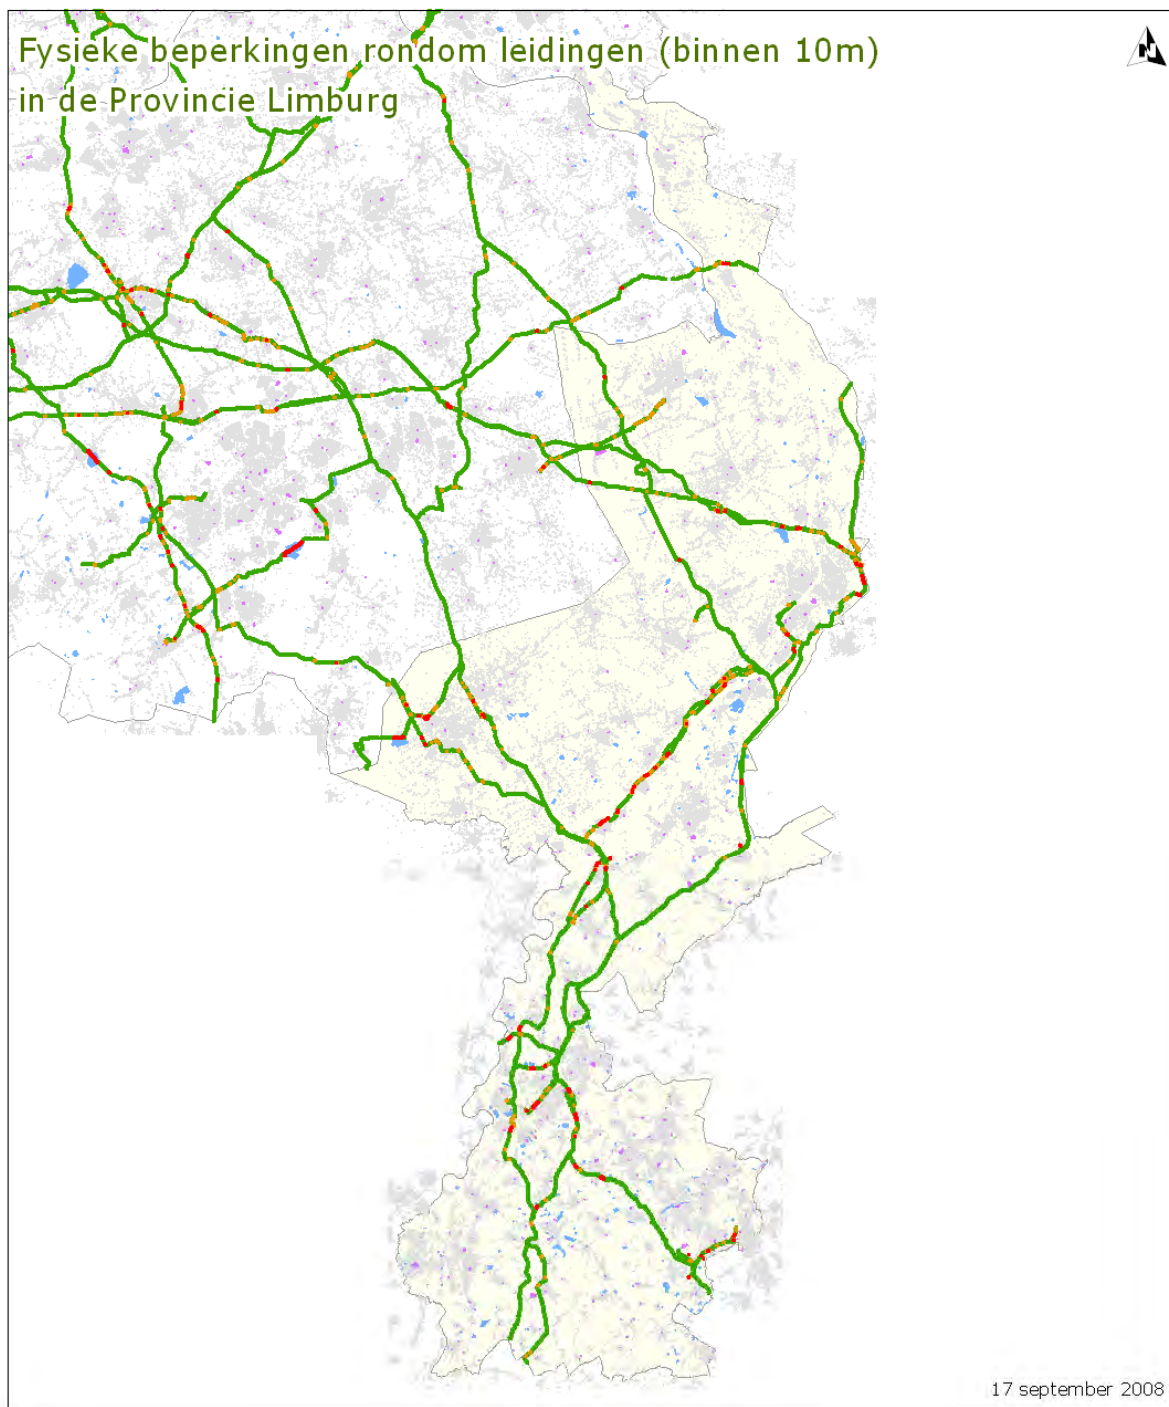 Fysieke beperkingen rondom leidingen (binnen 10m)
in de Provincie Limburg
N
17 september 2008